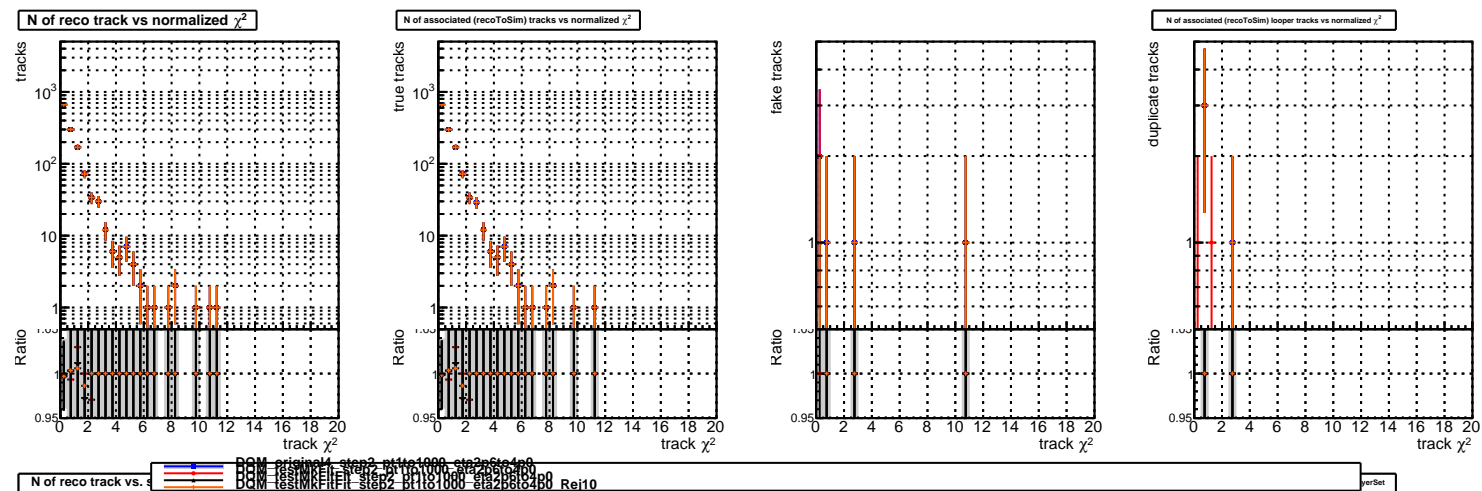 N of reco track vs normalized χ²
N of associated (recoToSim) tracks vs normalized χ²
N of associated (recoToSim) looper tracks vs normalized χ²
tracks
10³
10²
10
1
Ratio
1
0.95
0 2 4 6 8 10 12 14 16 18 20
track χ²
true tracks
10³
10²
10
1
Ratio
1
0.95
0 2 4 6 8 10 12 14 16 18 20
track χ²
fake tracks
1
Ratio
1
0.95
0 2 4 6 8 10 12 14 16 18 20
track χ²
duplicate tracks
1
Ratio
1
0.95
0 2 4 6 8 10 12 14 16 18 20
track χ²
DQM_original4_step2_pt1to1000_eta2p6to4p0
DQM_testMkFit_step2_pt1to1000_eta2p6to4p0
DQM_testMkFitFit_step2_pt1to1000_eta2p6to4p0
DQM_testMkFitFit_step2_pt1to1000_eta2p6to4p0_Rej10
N of reco track vs. s
yerSet